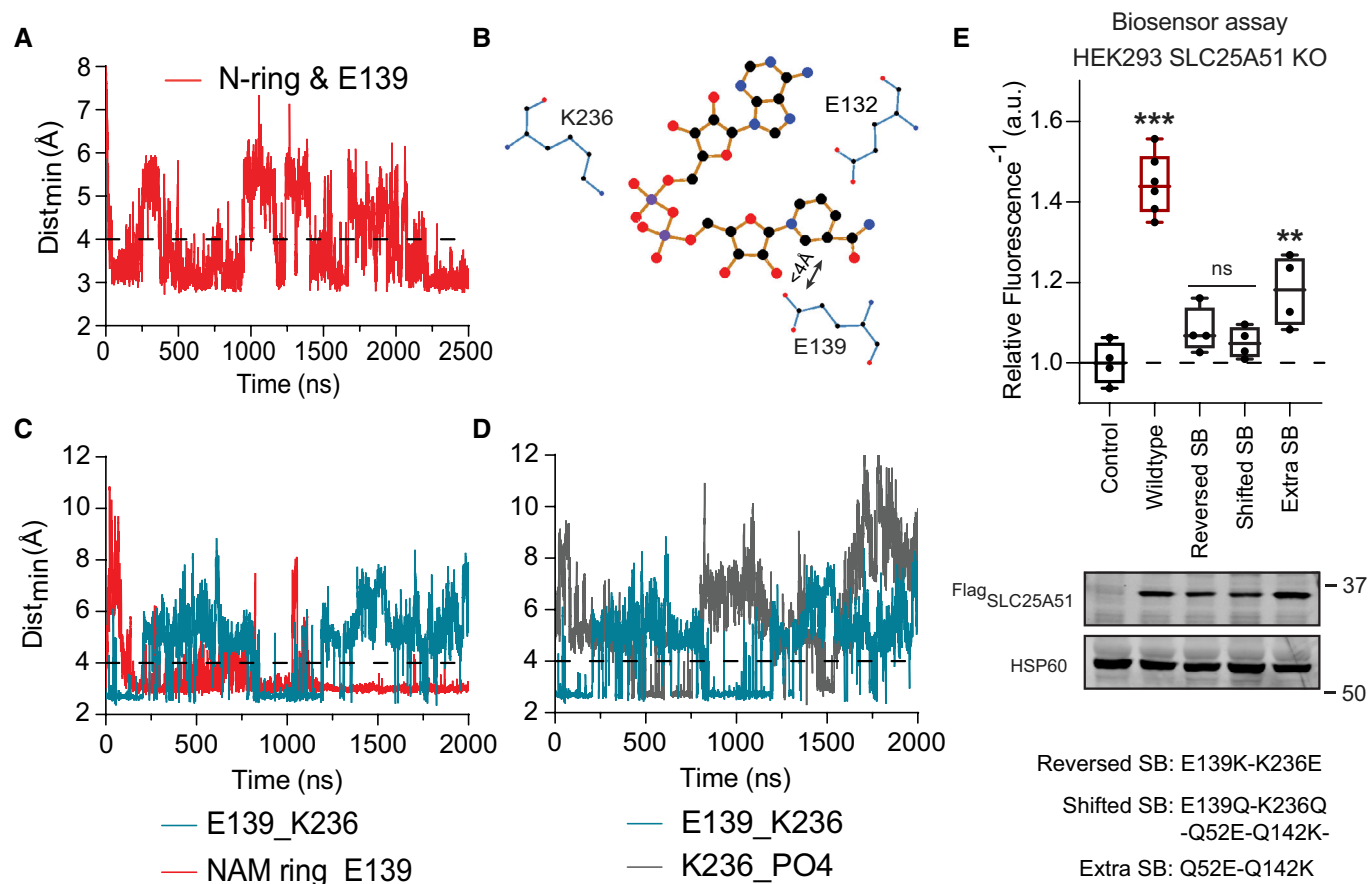 A
N-ring & E139
Distmin (Å)
8
7
6
5
4
3
2
0 500 1000 1500 2000 2500
Time (ns)
B
K236
E132
<4Å
E139
C
Distmin (Å)
12
10
8
6
4
2
0 500 1000 1500 2000
Time (ns)
E139_K236
NAM ring_E139
D
12
10
8
6
4
2
0 500 1000 1500 2000
Time (ns)
E139_K236
K236_PO4
E
Biosensor assay
HEK293 SLC25A51 KO
Relative Fluorescence-1 (a.u.)
1.6
1.4
1.2
1.0
***
ns
**
Control
Wildtype
Reversed SB
Shifted SB
Extra SB
FlagSLC25A51
37
HSP60
50
Reversed SB: E139K-K236E
Shifted SB: E139Q-K236Q
-Q52E-Q142K-
Extra SB: Q52E-Q142K